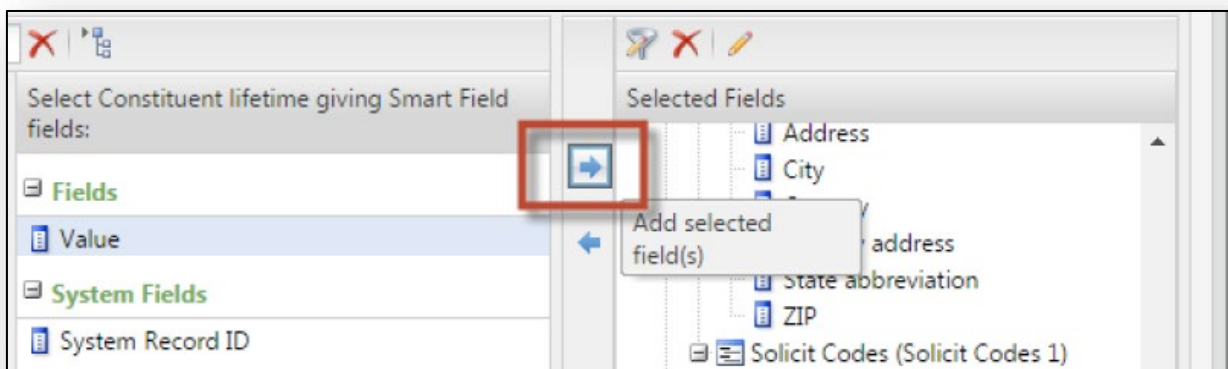 Select Constituent lifetime giving Smart Field
fields:
Fields
Value
System Fields
System Record ID
Selected Fields
Address
City
Add selected
field(s)
address
State abbreviation
ZIP
Solicit Codes (Solicit Codes 1)